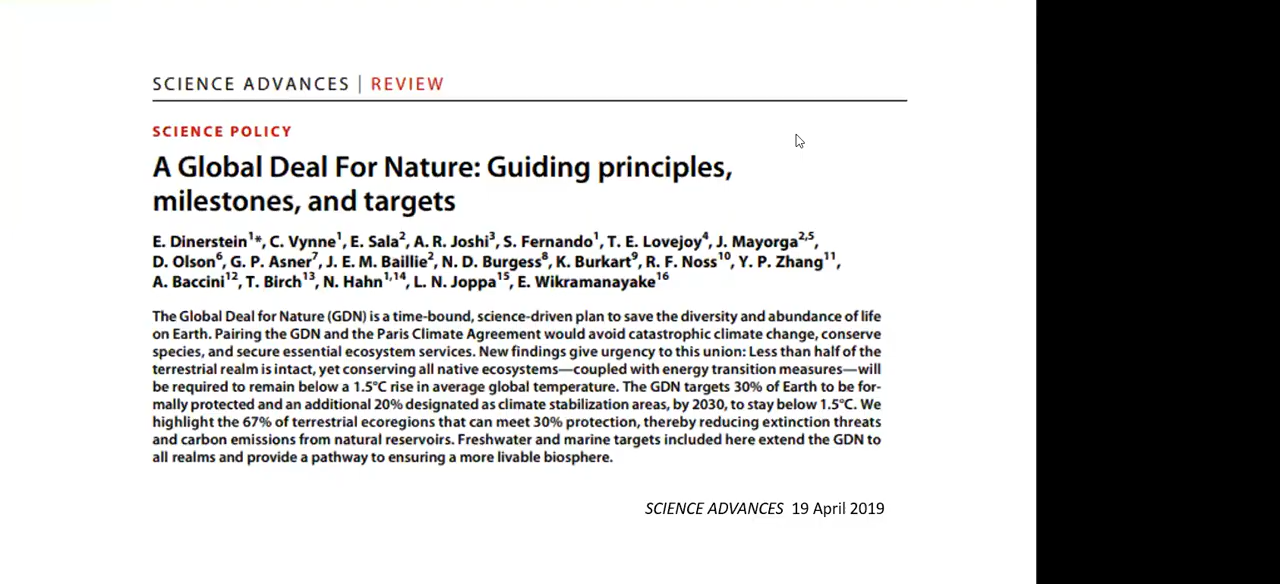 SCIENCE ADVANCES | REVIEW
SCIENCE POLICY
A Global Deal For Nature: Guiding principles,
milestones, and targets
E. Dinerstein1*, C. Vynne1, E. Sala2, A. R. Joshi3, S. Fernando1, T. E. Lovejoy4, J. Mayorga2,5,
D. Olson6, G. P. Asner7, J. E. M. Baillie2, N. D. Burgess8, K. Burkart9, R. F. Noss10, Y. P. Zhang11,
A. Baccini12, T. Birch13, N. Hahn1,14, L. N. Joppa15, E. Wikramanayake16
The Global Deal for Nature (GDN) is a time-bound, science-driven plan to save the diversity and abundance of life
on Earth. Pairing the GDN and the Paris Climate Agreement would avoid catastrophic climate change, conserve
species, and secure essential ecosystem services. New findings give urgency to this union: Less than half of the
terrestrial realm is intact, yet conserving all native ecosystems—coupled with energy transition measures—will
be required to remain below a 1.5°C rise in average global temperature. The GDN targets 30% of Earth to be for-
mally protected and an additional 20% designated as climate stabilization areas, by 2030, to stay below 1.5°C. We
highlight the 67% of terrestrial ecoregions that can meet 30% protection, thereby reducing extinction threats
and carbon emissions from natural reservoirs. Freshwater and marine targets included here extend the GDN to
all realms and provide a pathway to ensuring a more livable biosphere.
SCIENCE ADVANCES 19 April 2019